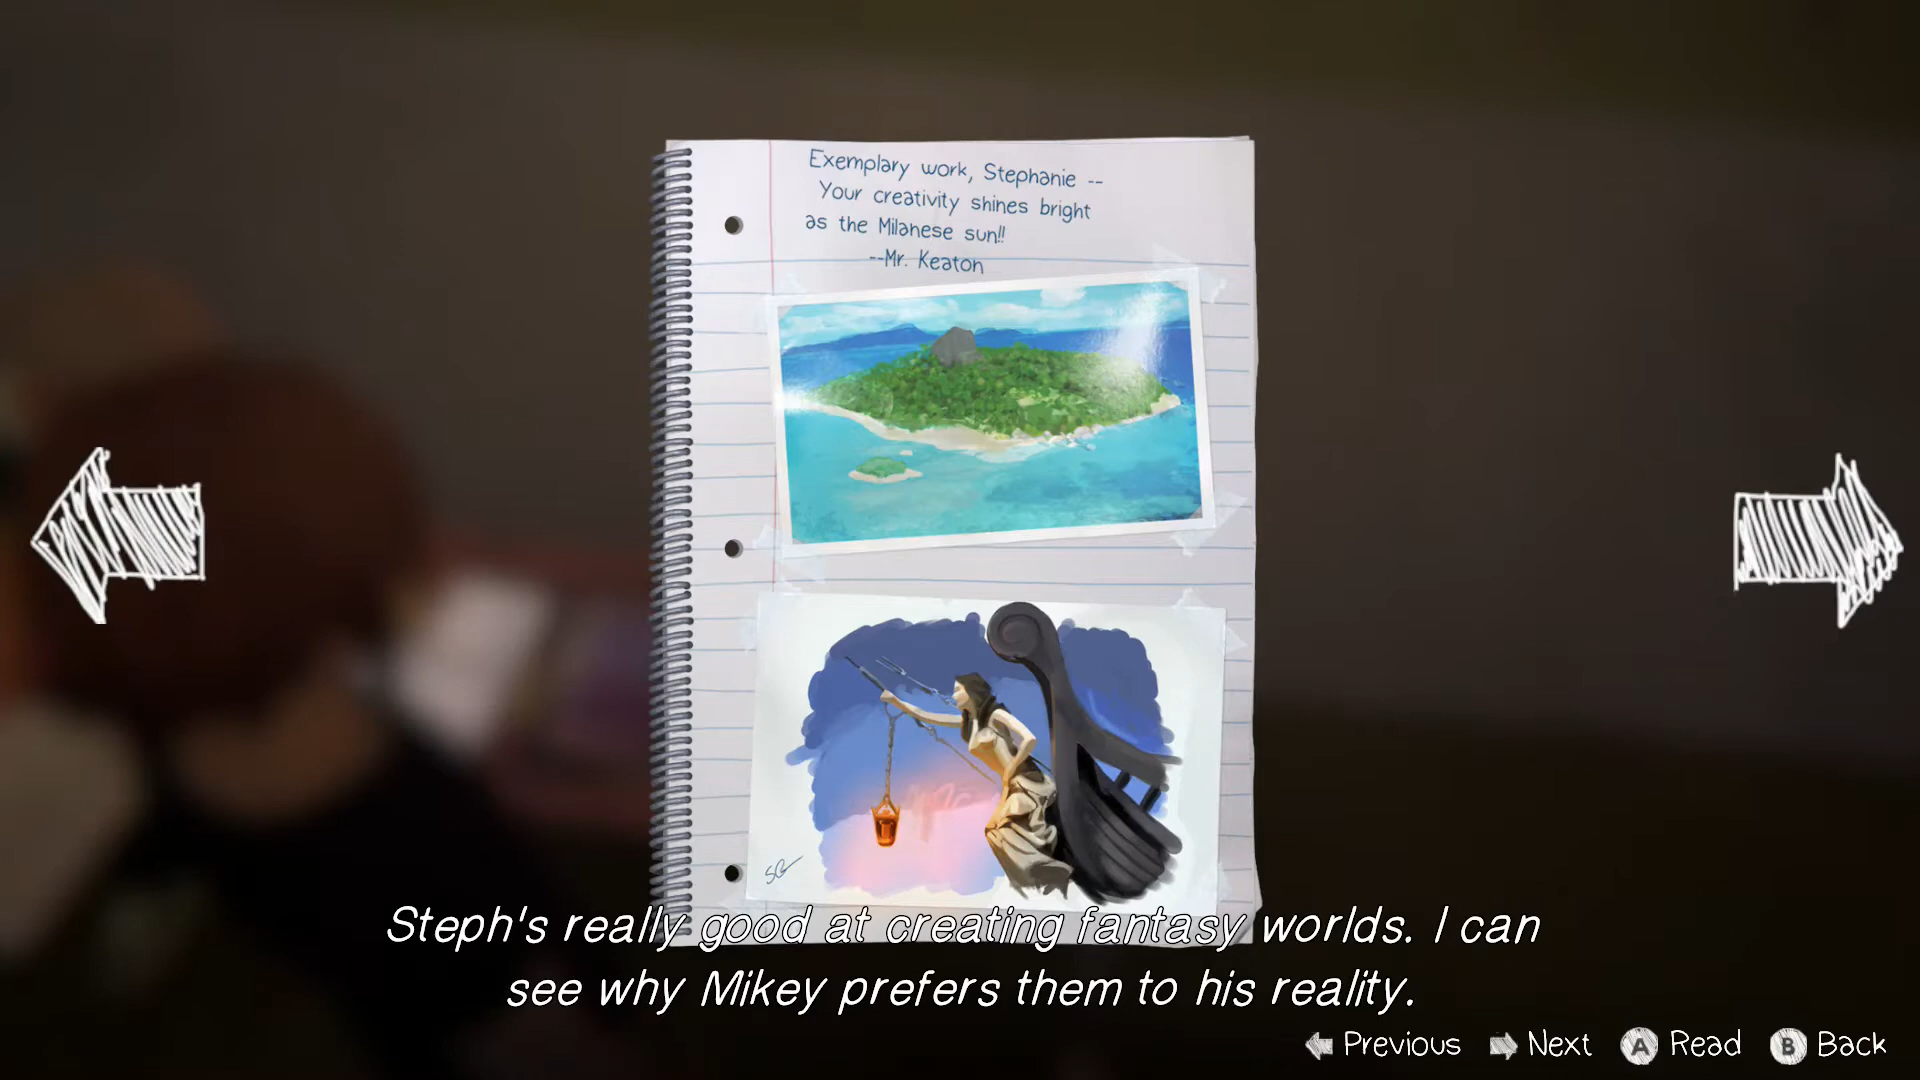 Exemplary work, Stephanie --
Your creativity shines bright
as the Milanese sun!!
--Mr. Keaton
SG
Steph's really good at creating fantasy worlds. I can
see why Mikey prefers them to his reality.
Previous Next A Read B Back